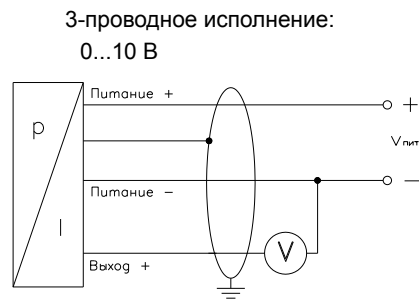 3-проводное исполнение:
0...10 В
Питание +
p
+
Vпит
Питание –
–
I
V
Выход +